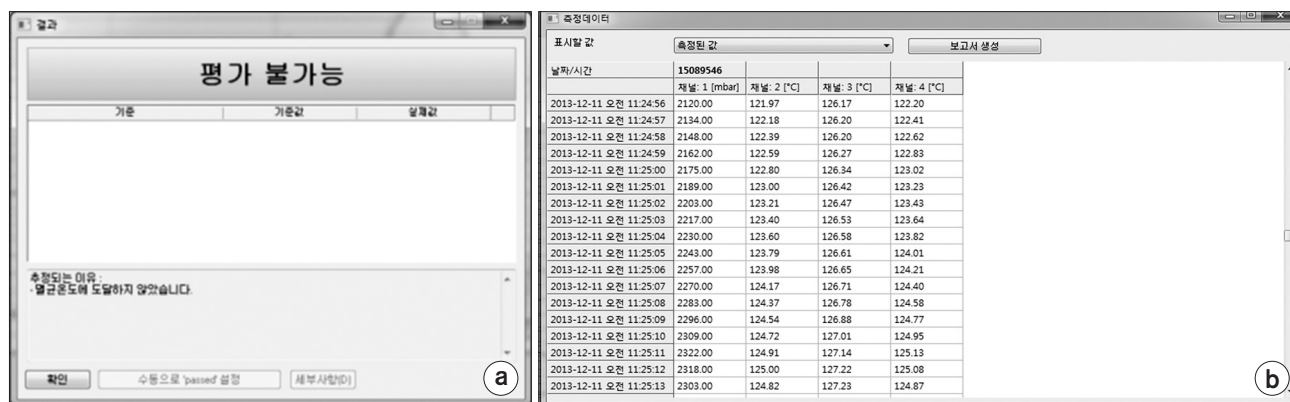 결과
평가 불가능
기준 기준값 실제값
추정되는 이유 :
- 멸균온도에 도달하지 않았습니다.
확인 수동으로 'passed' 설정 세부사항(D)
a
측정데이터
표시할 값 측정된 값 보고서 생성
날짜/시간 15089546
채널: 1 [mbar] 채널: 2 [°C] 채널: 3 [°C] 채널: 4 [°C]
2013-12-11 오전 11:24:56 2120.00 121.97 126.17 122.20
2013-12-11 오전 11:24:57 2134.00 122.18 126.20 122.41
2013-12-11 오전 11:24:58 2148.00 122.39 126.20 122.62
2013-12-11 오전 11:24:59 2162.00 122.59 126.27 122.83
2013-12-11 오전 11:25:00 2175.00 122.80 126.34 123.02
2013-12-11 오전 11:25:01 2189.00 123.00 126.42 123.23
2013-12-11 오전 11:25:02 2203.00 123.21 126.47 123.43
2013-12-11 오전 11:25:03 2217.00 123.40 126.53 123.64
2013-12-11 오전 11:25:04 2230.00 123.60 126.58 123.82
2013-12-11 오전 11:25:05 2243.00 123.79 126.61 124.01
2013-12-11 오전 11:25:06 2257.00 123.98 126.65 124.21
2013-12-11 오전 11:25:07 2270.00 124.17 126.71 124.40
2013-12-11 오전 11:25:08 2283.00 124.37 126.78 124.58
2013-12-11 오전 11:25:09 2296.00 124.54 126.88 124.77
2013-12-11 오전 11:25:10 2309.00 124.72 127.01 124.95
2013-12-11 오전 11:25:11 2322.00 124.91 127.14 125.13
2013-12-11 오전 11:25:12 2318.00 125.00 127.22 125.08
2013-12-11 오전 11:25:13 2303.00 124.82 127.23 124.87
b